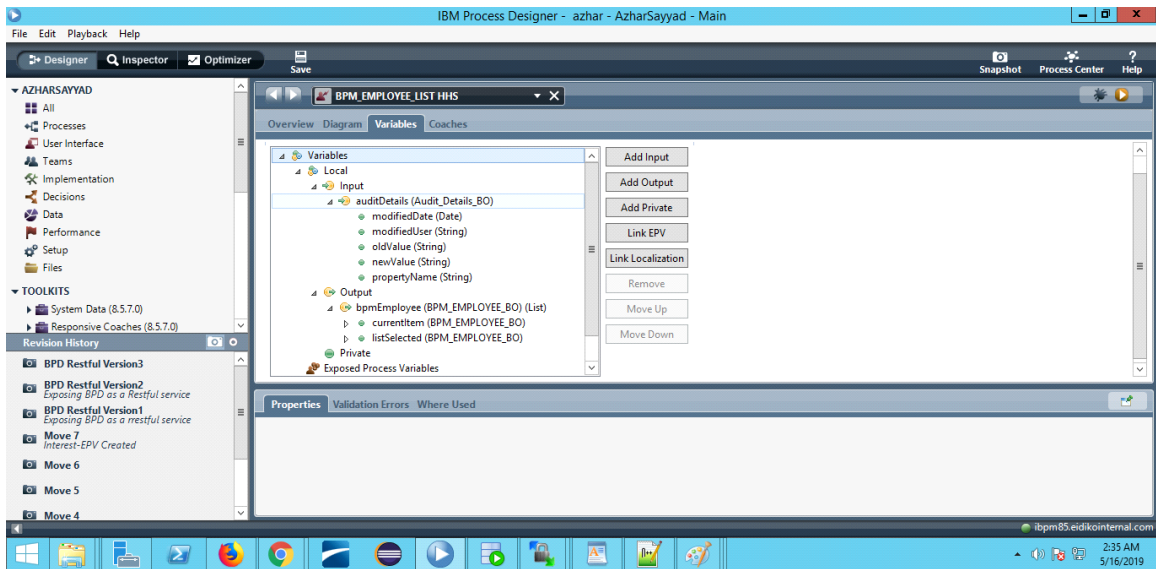 IBM Process Designer - azhar - AzharSayyad - Main
File Edit Playback Help
Designer Inspector Optimizer Save Snapshot Process Center Help
AZHARSAYYAD
All
Processes
User Interface
Teams
Implementation
Decisions
Data
Performance
Setup
Files
TOOLKITS
System Data (8.5.7.0)
Responsive Coaches (8.5.7.0)
Revision History
BPD Restful Version3
BPD Restful Version2
Exposing BPD as a Restful service
BPD Restful Version1
Exposing BPD as a rrestful service
Move 7
Interest-EPV Created
Move 6
Move 5
Move 4
BPM_EMPLOYEE_LIST HHS
Overview Diagram Variables Coaches
Variables
Local
Input
auditDetails (Audit_Details_BO)
modifiedDate (Date)
modifiedUser (String)
oldValue (String)
newValue (String)
propertyName (String)
Output
bpmEmployee (BPM_EMPLOYEE_BO) (List)
currentItem (BPM_EMPLOYEE_BO)
listSelected (BPM_EMPLOYEE_BO)
Private
Exposed Process Variables
Add Input
Add Output
Add Private
Link EPV
Link Localization
Remove
Move Up
Move Down
Properties Validation Errors Where Used
ibpm85.eidikointernal.com
2:35 AM
5/16/2019